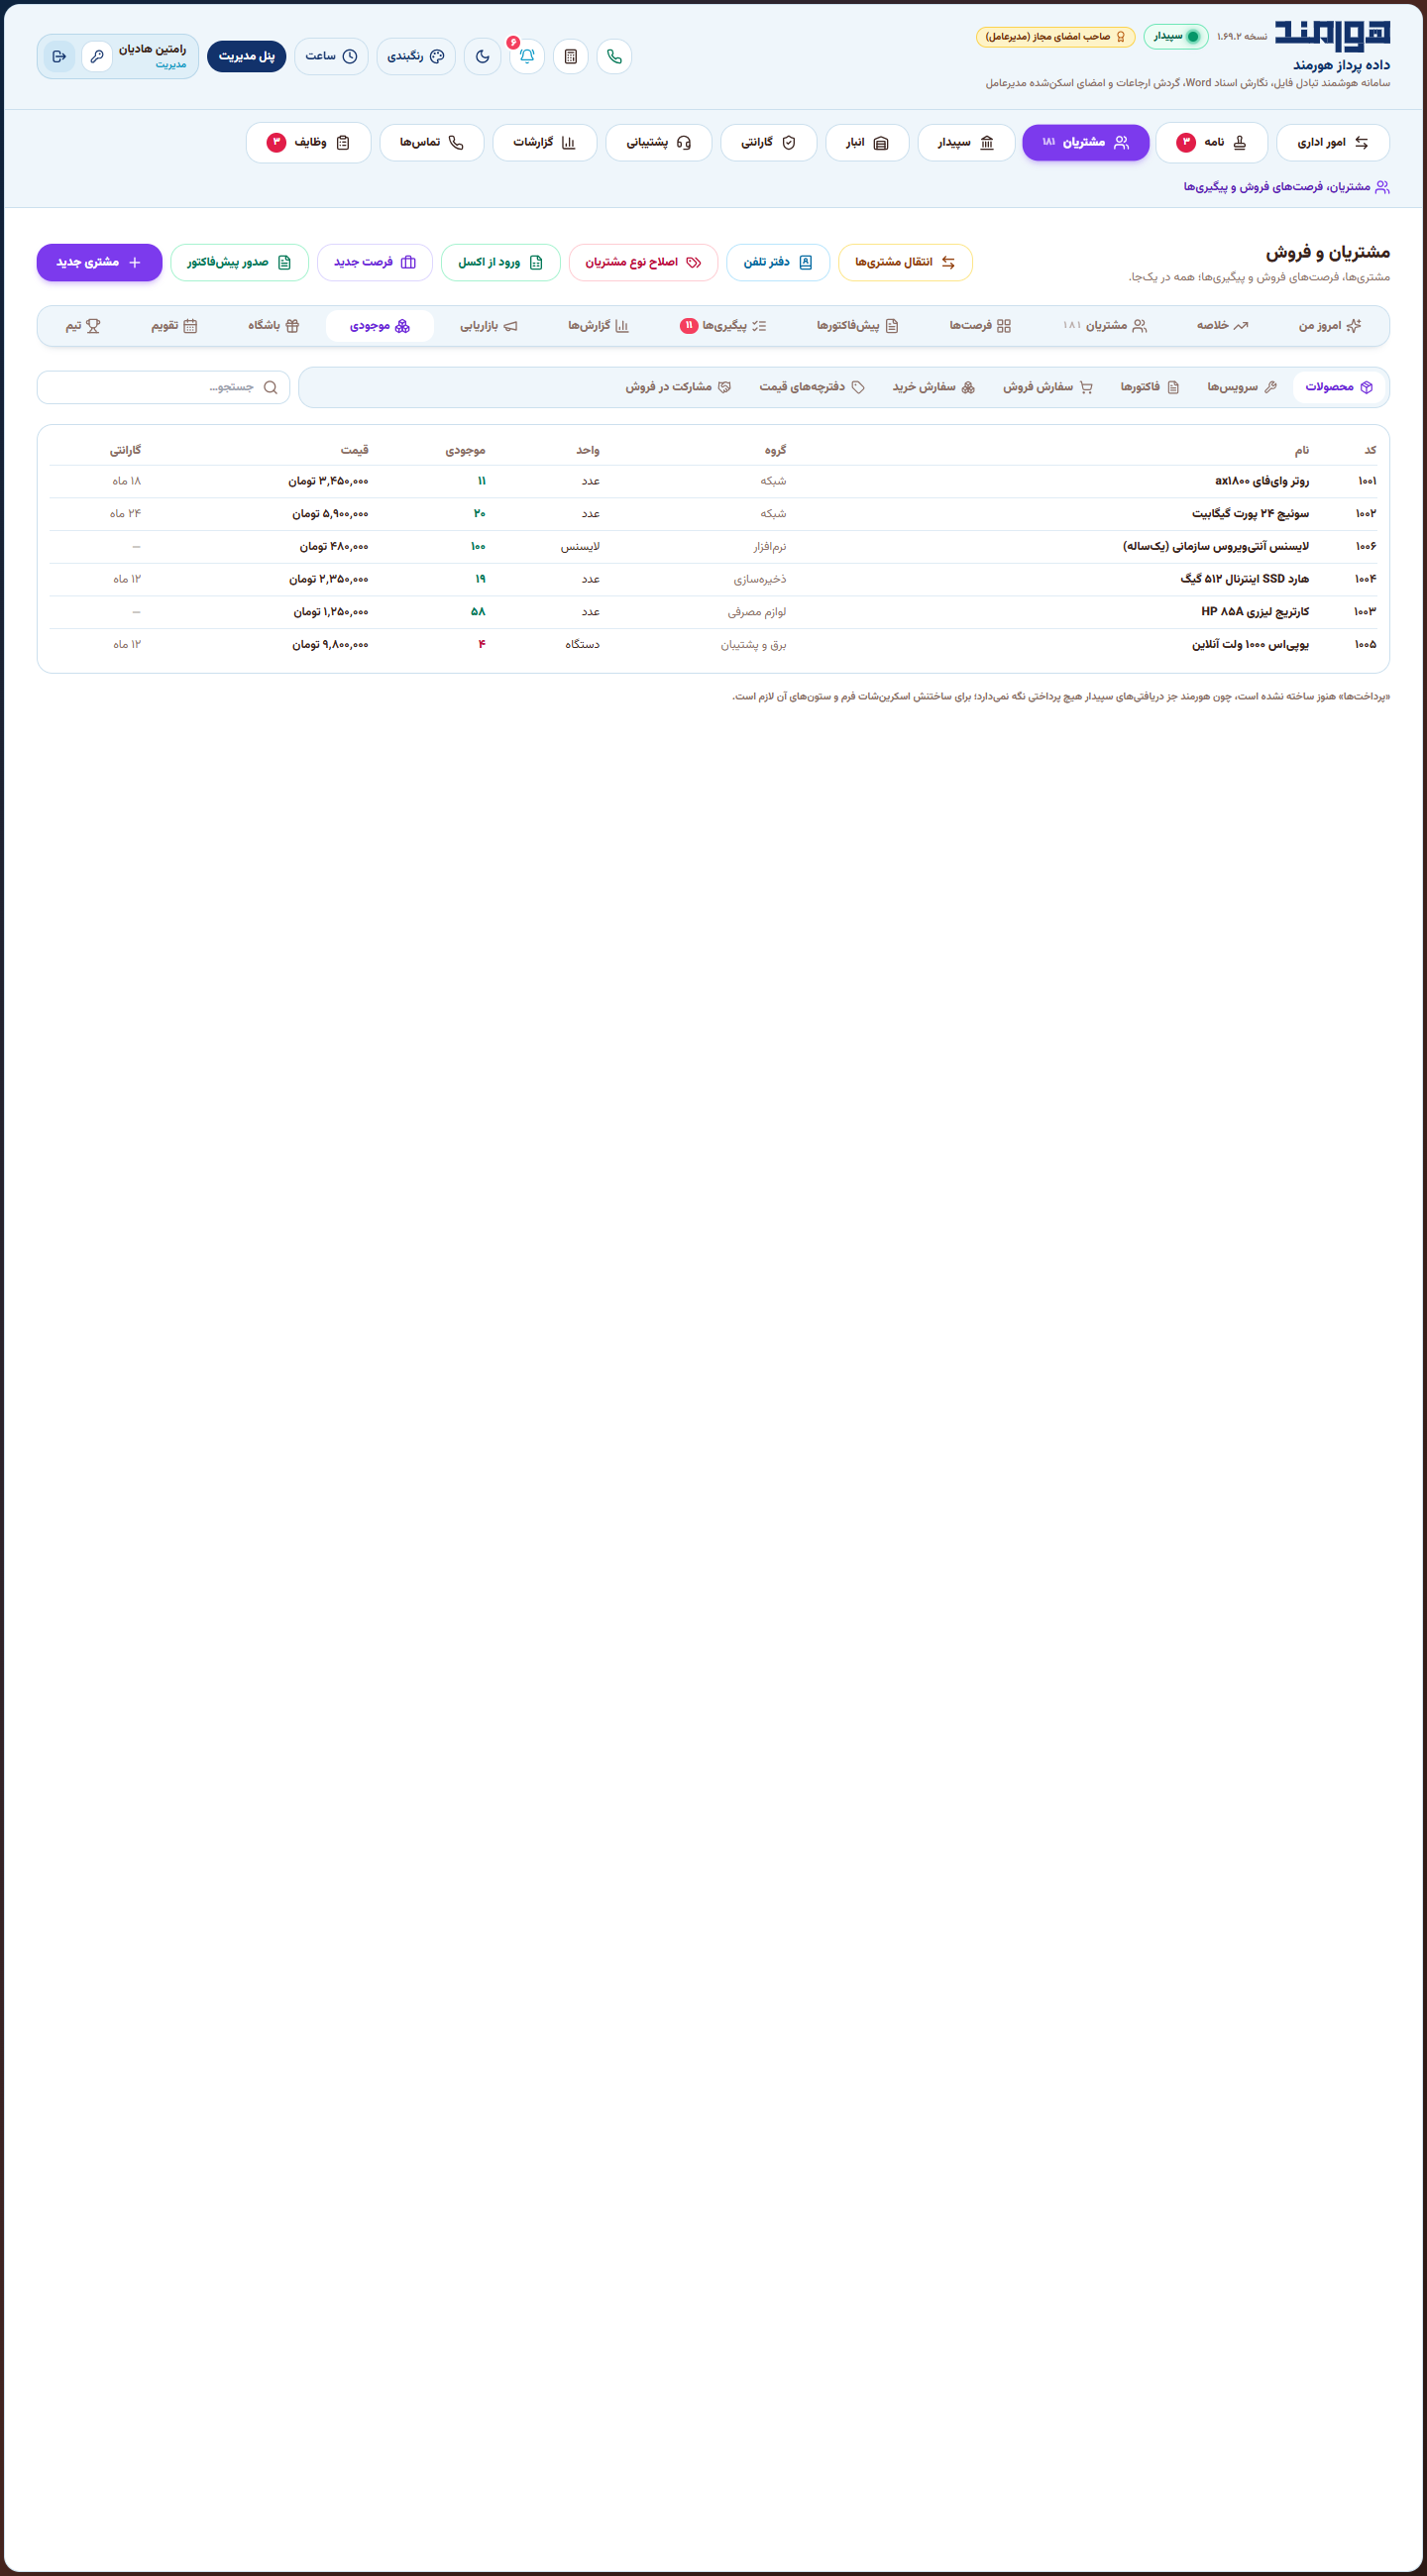 هورمند نسخه ۱.۶۹.۲ سپیدار صاحب امضای مجاز (مدیرعامل)
داده پرداز هورمند
سامانه هوشمند تبادل فایل، نگارش اسناد Word، گردش ارجاعات و امضای اسکن‌شده مدیرعامل
۶ رنگبندی ساعت پنل مدیریت رامتین هادیان
مدیریت
امور اداری نامه ۳ مشتریان ۱۸۱ سپیدار انبار گارانتی پشتیبانی گزارشات تماس‌ها وظایف ۳
مشتریان، فرصت‌های فروش و پیگیری‌ها
مشتریان و فروش
مشتری‌ها، فرصت‌های فروش و پیگیری‌ها؛ همه در یک‌جا.
انتقال مشتری‌ها دفتر تلفن اصلاح نوع مشتریان ورود از اکسل فرصت جدید صدور پیش‌فاکتور مشتری جدید
امروز من خلاصه مشتریان ۱۸۱ فرصت‌ها پیش‌فاکتورها پیگیری‌ها ۱۱ گزارش‌ها بازاریابی موجودی باشگاه تقویم تیم
محصولات سرویس‌ها فاکتورها سفارش فروش سفارش خرید دفترچه‌های قیمت مشارکت در فروش جستجو...
کد نام گروه واحد موجودی قیمت گارانتی
۱۰۰۱ روتر وای‌فای ax۱۸۰۰ شبکه عدد ۱۱ ۳,۴۵۰,۰۰۰ تومان ۱۸ ماه
۱۰۰۲ سوئیچ ۲۴ پورت گیگابیت شبکه عدد ۲۰ ۵,۹۰۰,۰۰۰ تومان ۲۴ ماه
۱۰۰۶ لایسنس آنتی‌ویروس سازمانی (یک‌ساله) نرم‌افزار لایسنس ۱۰۰ ۴۸۰,۰۰۰ تومان —
۱۰۰۴ هارد SSD اینترنال ۵۱۲ گیگ ذخیره‌سازی عدد ۱۹ ۲,۳۵۰,۰۰۰ تومان ۱۲ ماه
۱۰۰۳ کارتریج لیزری HP ۸۵A لوازم مصرفی عدد ۵۸ ۱,۲۵۰,۰۰۰ تومان —
۱۰۰۵ یوپی‌اس ۱۰۰۰ ولت آنلاین برق و پشتیبان دستگاه ۴ ۹,۸۰۰,۰۰۰ تومان ۱۲ ماه
«پرداخت‌ها» هنوز ساخته نشده است، چون هورمند جز دریافتی‌های سپیدار هیچ پرداختی نگه نمی‌دارد؛ برای ساختنش اسکرین‌شات فرم و ستون‌های آن لازم است.